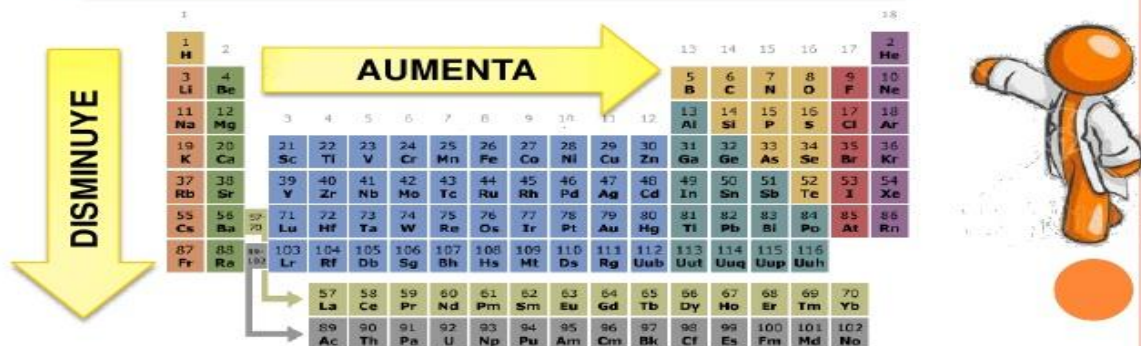 1 18
1 2 2 13 14 15 16 17
H He
AUMENTA
DISMINUYE
3 4 5 6 7 8 9 10
Li Be B C N O F Ne
11 12 13 14 15 16 17 18
Na Mg 3 4 5 6 7 8 9 10 11 12 Al Si P S Cl Ar
19 20 21 22 23 24 25 26 27 28 29 30 31 32 33 34 35 36
K Ca Sc Ti V Cr Mn Fe Co Ni Cu Zn Ga Ge As Se Br Kr
37 38 39 40 41 42 43 44 45 46 47 48 49 50 51 52 53 54
Rb Sr Y Zr Nb Mo Tc Ru Rh Pd Ag Cd In Sn Sb Te I Xe
55 56 57- 71 72 73 74 75 76 77 78 79 80 81 82 83 84 85 86
Cs Ba 70 Lu Hf Ta W Re Os Ir Pt Au Hg Tl Pb Bi Po At Rn
87 88 89- 103 104 105 106 107 108 109 110 111 112 113 114 115 116
Fr Ra 102 Lr Rf Db Sg Bh Hs Mt Ds Rg Uub Uut Uuq Uup Uuh
57 58 59 60 61 62 63 64 65 66 67 68 69 70
La Ce Pr Nd Pm Sm Eu Gd Tb Dy Ho Er Tm Yb
89 90 91 92 93 94 95 96 97 98 99 100 101 102
Ac Th Pa U Np Pu Am Cm Bk Cf Es Fm Md No